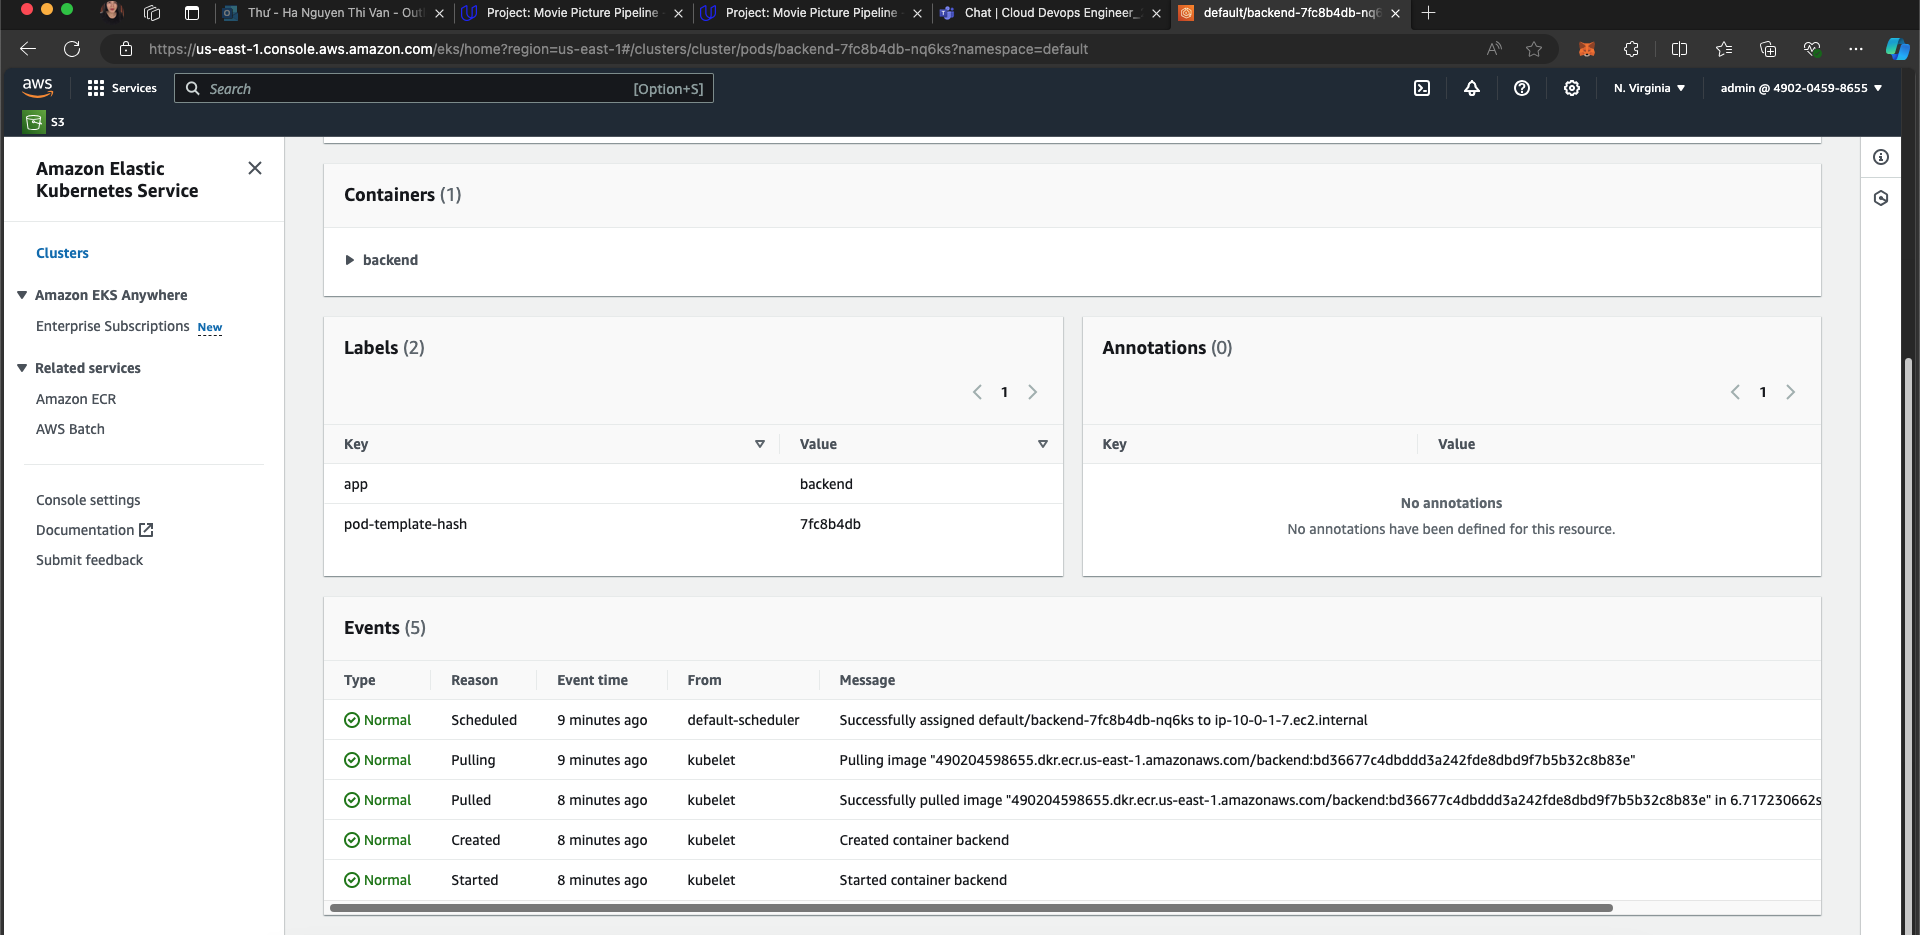 Thư - Ha Nguyen Thi Van - Outl
Project: Movie Picture Pipeline
Project: Movie Picture Pipeline
Chat | Cloud Devops Engineer_
default/backend-7fc8b4db-nq6
https://us-east-1.console.aws.amazon.com/eks/home?region=us-east-1#/clusters/cluster/pods/backend-7fc8b4db-nq6ks?namespace=default
aws
Services
Search
[Option+S]
N. Virginia
admin @ 4902-0459-8655
S3
Amazon Elastic
Kubernetes Service
Clusters
Amazon EKS Anywhere
Enterprise Subscriptions New
Related services
Amazon ECR
AWS Batch
Console settings
Documentation
Submit feedback
Containers (1)
backend
Labels (2)
1
Key Value
app backend
pod-template-hash 7fc8b4db
Annotations (0)
1
Key Value
No annotations
No annotations have been defined for this resource.
Events (5)
Type Reason Event time From Message
Normal Scheduled 9 minutes ago default-scheduler Successfully assigned default/backend-7fc8b4db-nq6ks to ip-10-0-1-7.ec2.internal
Normal Pulling 9 minutes ago kubelet Pulling image "490204598655.dkr.ecr.us-east-1.amazonaws.com/backend:bd36677c4dbddd3a242fde8dbd9f7b5b32c8b83e"
Normal Pulled 8 minutes ago kubelet Successfully pulled image "490204598655.dkr.ecr.us-east-1.amazonaws.com/backend:bd36677c4dbddd3a242fde8dbd9f7b5b32c8b83e" in 6.717230662s
Normal Created 8 minutes ago kubelet Created container backend
Normal Started 8 minutes ago kubelet Started container backend